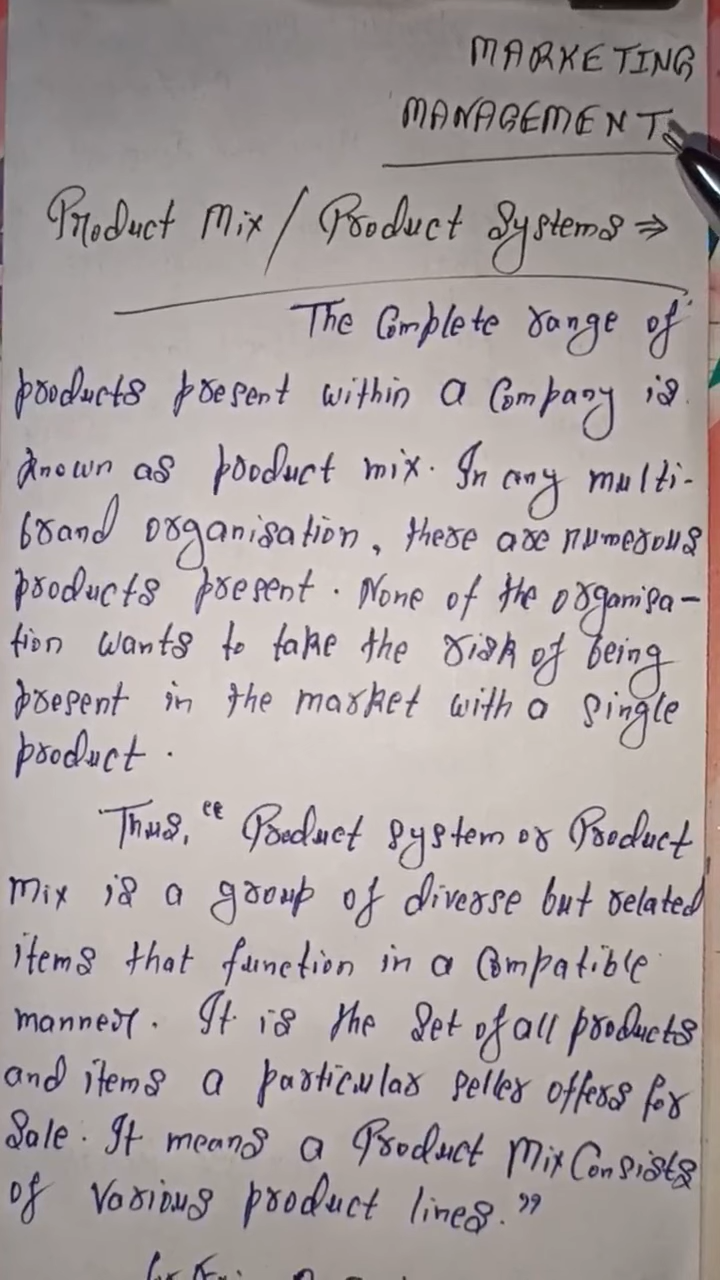 MARKETING
MANAGEMENT
Product Mix / Product Systems ⇒
The Complete range of
products present within a Company is
known as product mix. In any multi-
brand organisation, there are numerous
products present. None of the organisa-
tion wants to take the risk of being
present in the market with a single
product.
Thus, "Product system or Product
Mix is a group of diverse but related
items that function in a Compatible
manner. It is the Set of all products
and items a particular seller offers for
Sale. It means a Product Mix Consists
of various product lines."